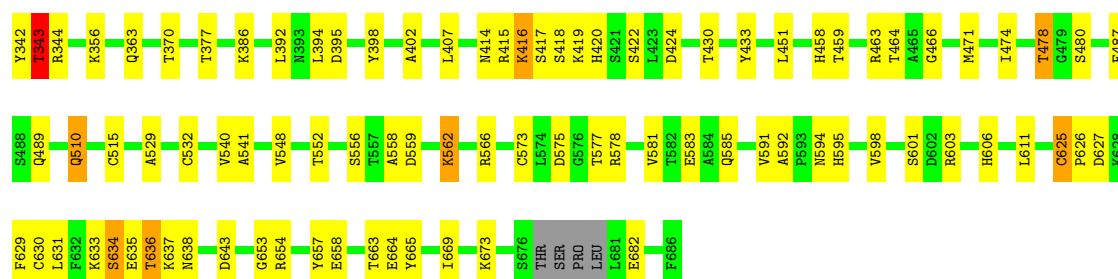 Y342 T343 R344 K356 Q363 T370 T377 K386 L392 N393 L394 D395 Y398 A402 L407 N414 R415 K416 S417 S418 K419 H420 S421 S422 L423 D424 T430 Y433 L451 H458 T459 R463 T464 A465 G466 M471 I474 T478 G479 S480
S488 Q489 Q510 C515 A529 C532 V540 A541 V548 T552 S556 T557 A558 D559 K562 R566 C573 L574 D575 G576 T577 R578 V581 T582 E583 A584 Q585 V591 A592 P593 N594 H595 V598 S601 D602 R603 H606 L611 C625 P626 D627 K628
F629 C630 L631 F632 K633 S634 E635 T636 K637 N638 D643 G653 R654 Y657 E658 T663 E664 Y665 I669 K673 S676 THR SER PRO LEU L681 E682 F686